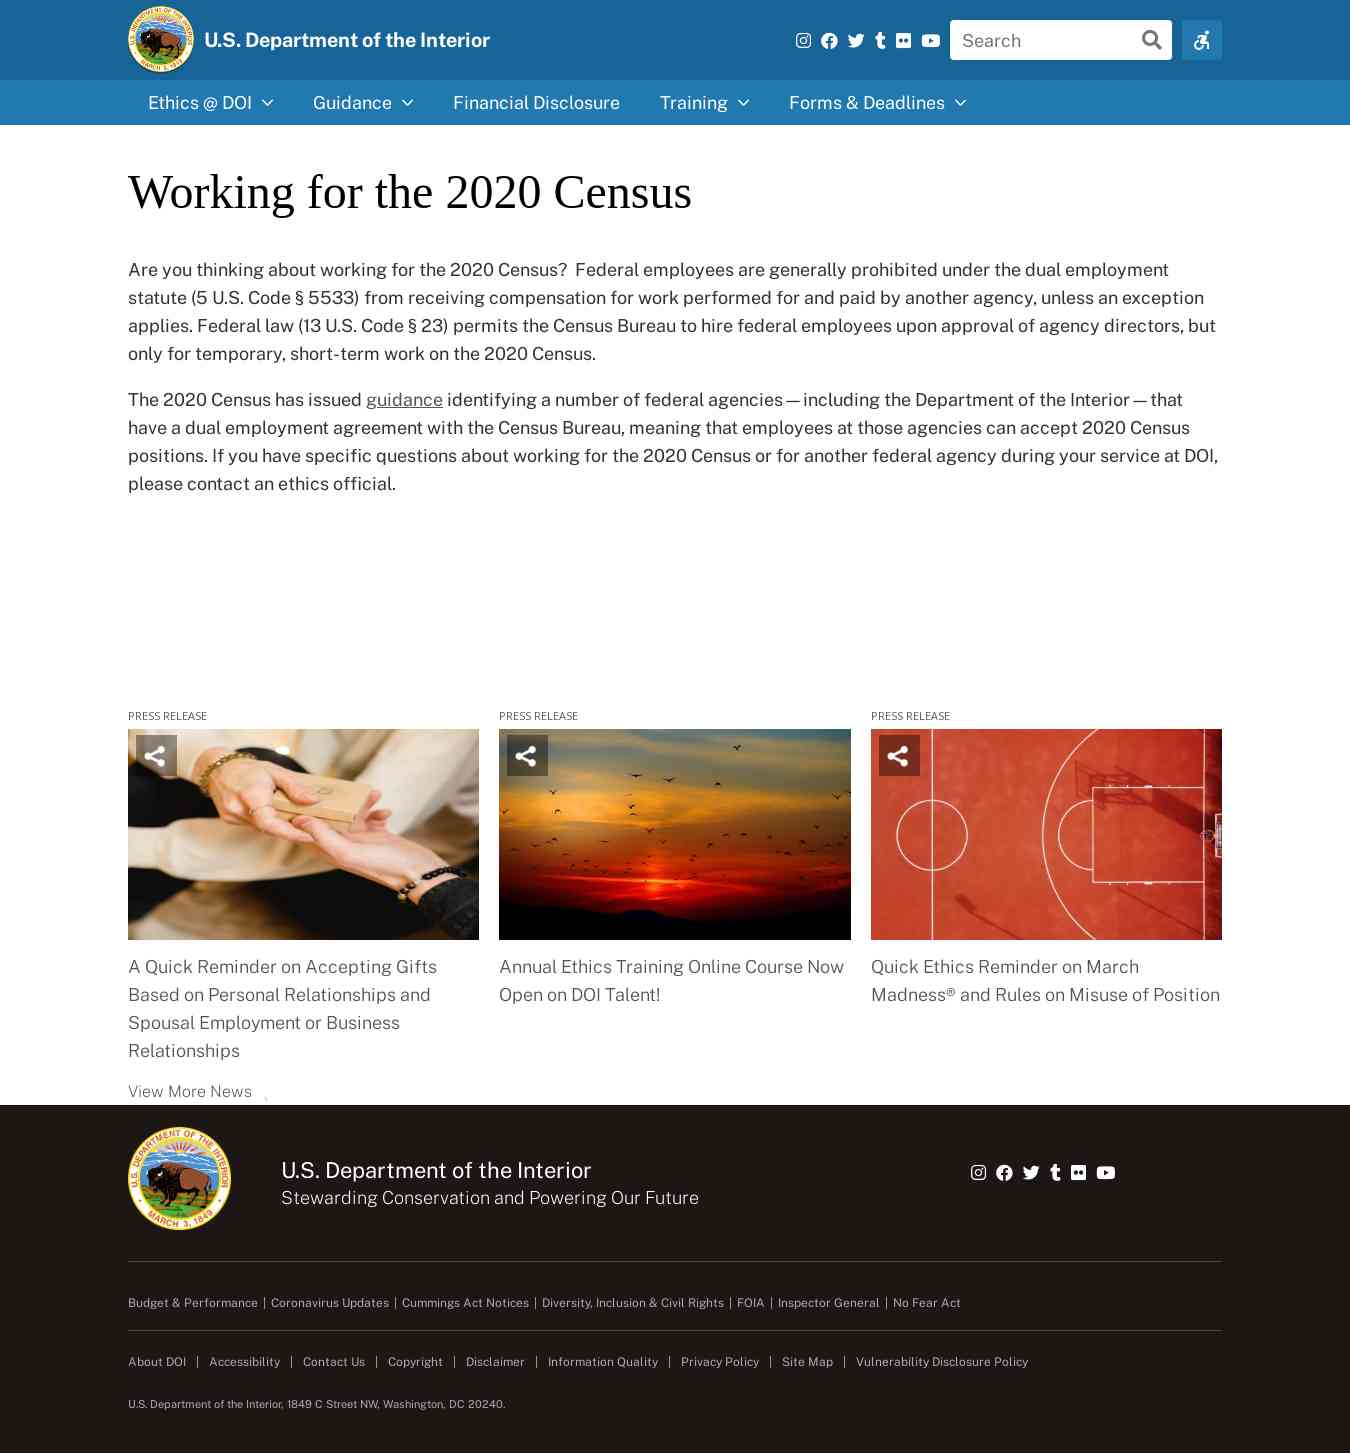 U.S. Department of the Interior
Search
Ethics @ DOI
Guidance
Financial Disclosure
Training
Forms & Deadlines
Working for the 2020 Census
Are you thinking about working for the 2020 Census?  Federal employees are generally prohibited under the dual employment
statute (5 U.S. Code § 5533) from receiving compensation for work performed for and paid by another agency, unless an exception
applies. Federal law (13 U.S. Code § 23) permits the Census Bureau to hire federal employees upon approval of agency directors, but
only for temporary, short-term work on the 2020 Census.
The 2020 Census has issued guidance identifying a number of federal agencies—including the Department of the Interior—that
have a dual employment agreement with the Census Bureau, meaning that employees at those agencies can accept 2020 Census
positions. If you have specific questions about working for the 2020 Census or for another federal agency during your service at DOI,
please contact an ethics official.
PRESS RELEASE
PRESS RELEASE
PRESS RELEASE
A Quick Reminder on Accepting Gifts
Based on Personal Relationships and
Spousal Employment or Business
Relationships
Annual Ethics Training Online Course Now
Open on DOI Talent!
Quick Ethics Reminder on March
Madness® and Rules on Misuse of Position
View More News
U.S. DEPARTMENT OF THE INTERIOR
MARCH 3, 1849
U.S. Department of the Interior
Stewarding Conservation and Powering Our Future
Budget & Performance | Coronavirus Updates | Cummings Act Notices | Diversity, Inclusion & Civil Rights | FOIA | Inspector General | No Fear Act
About DOI | Accessibility | Contact Us | Copyright | Disclaimer | Information Quality | Privacy Policy | Site Map | Vulnerability Disclosure Policy
U.S. Department of the Interior, 1849 C Street NW, Washington, DC 20240.